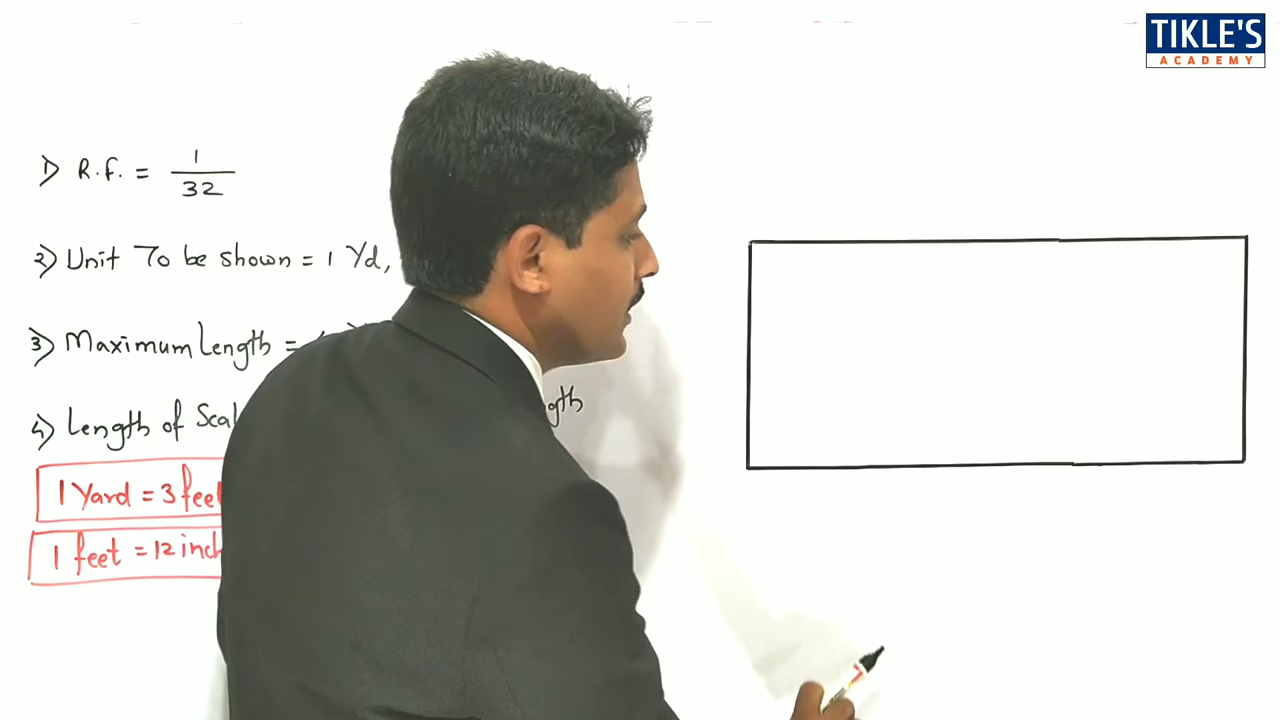 TIKLE'S
ACADEMY
1) R.F. = 1/32
2) Unit To be shown = 1 Yd,
3) Maximum Length =
4) Length of Scal
1 Yard = 3 feet
1 feet = 12 inch